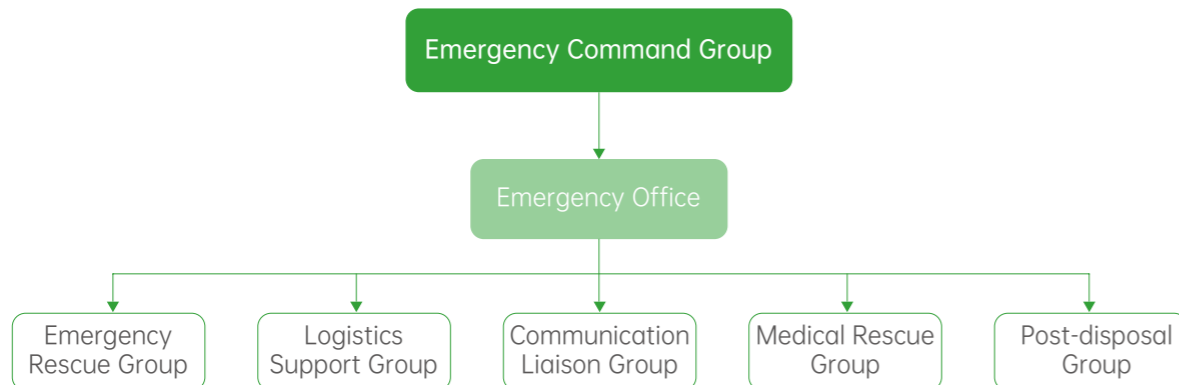 Emergency Command Group
Emergency Office
Emergency
Rescue Group
Logistics
Support Group
Communication
Liaison Group
Medical Rescue
Group
Post-disposal
Group